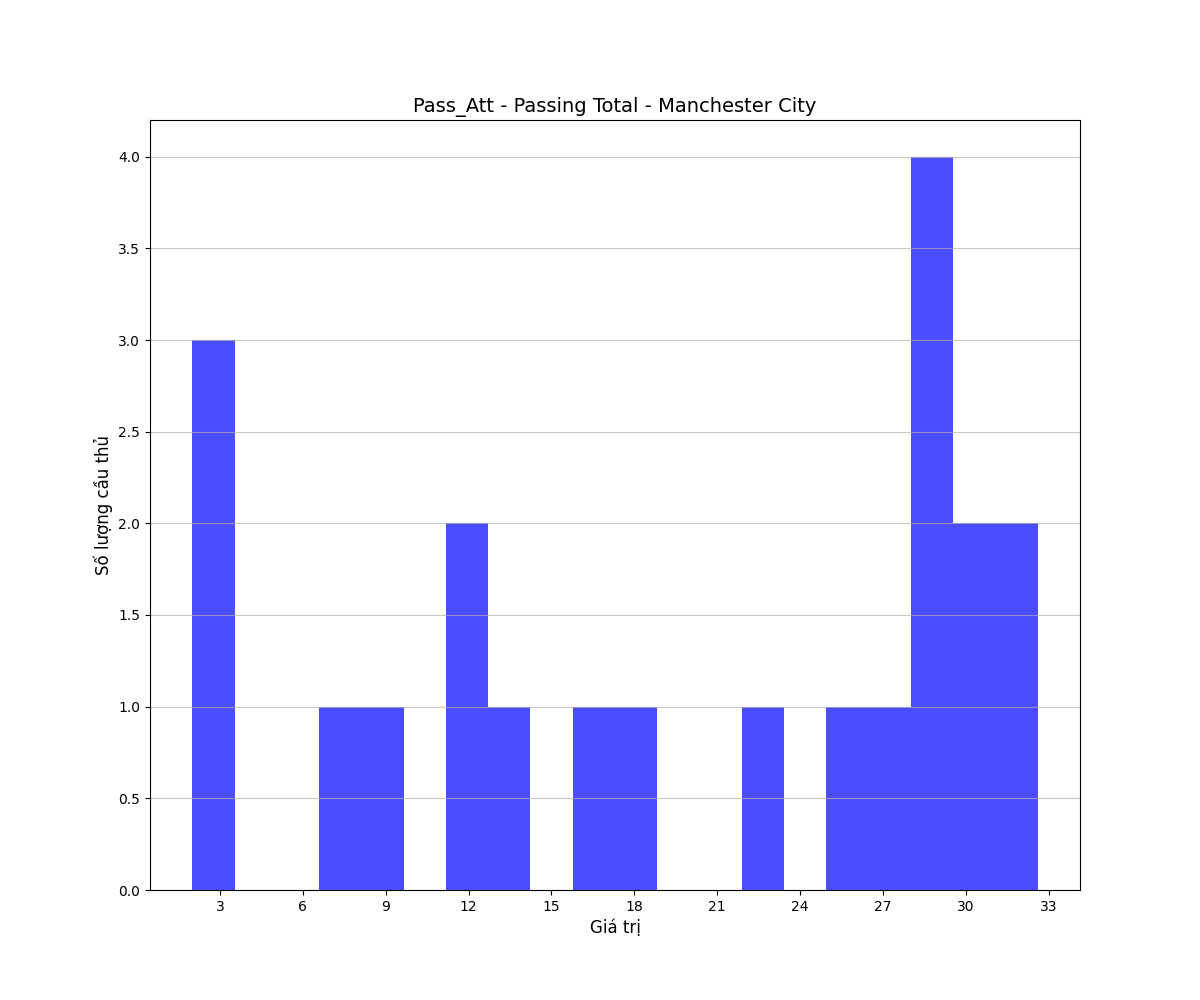 Pass_Att - Passing Total - Manchester City
4.0
3.5
3.0
2.5
2.0
1.5
1.0
0.5
0.0
Số lượng cầu thủ
3 6 9 12 15 18 21 24 27 30 33
Giá trị